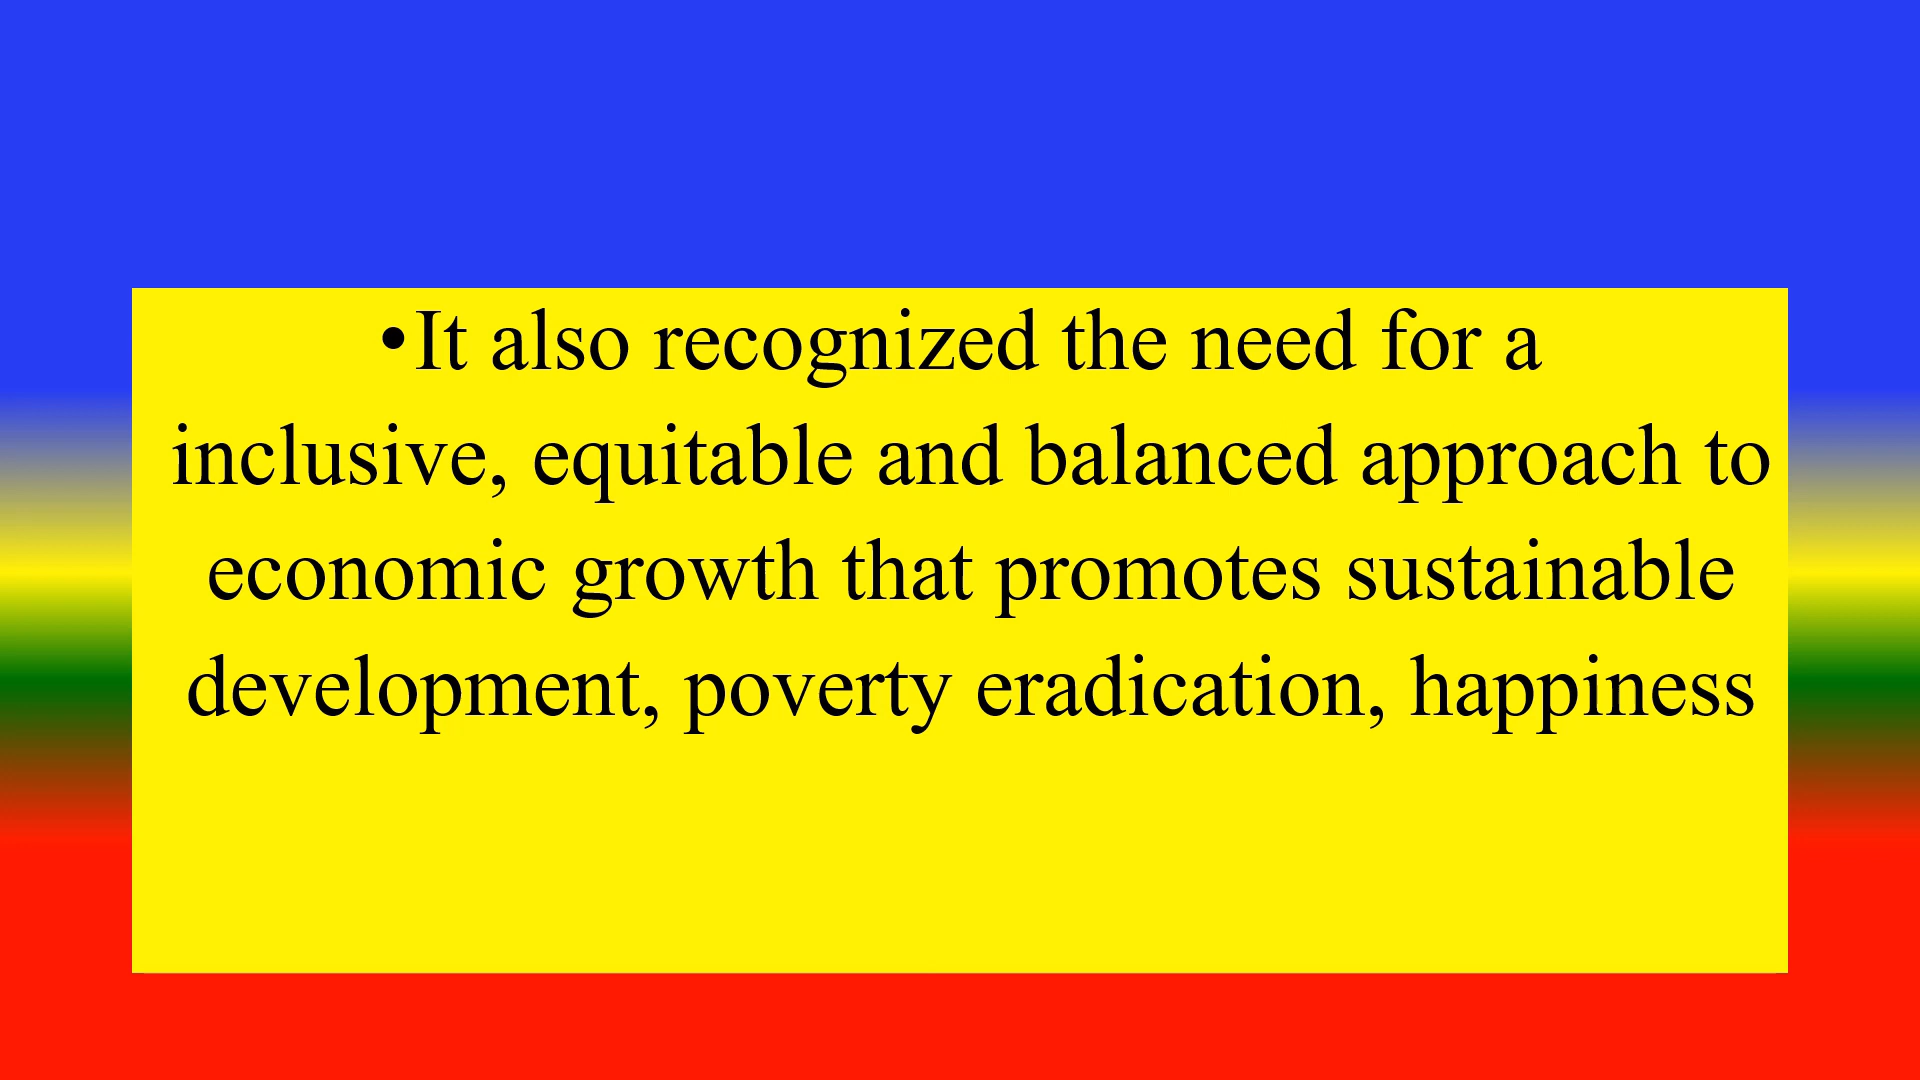 •It also recognized the need for a
inclusive, equitable and balanced approach to
economic growth that promotes sustainable
development, poverty eradication, happiness